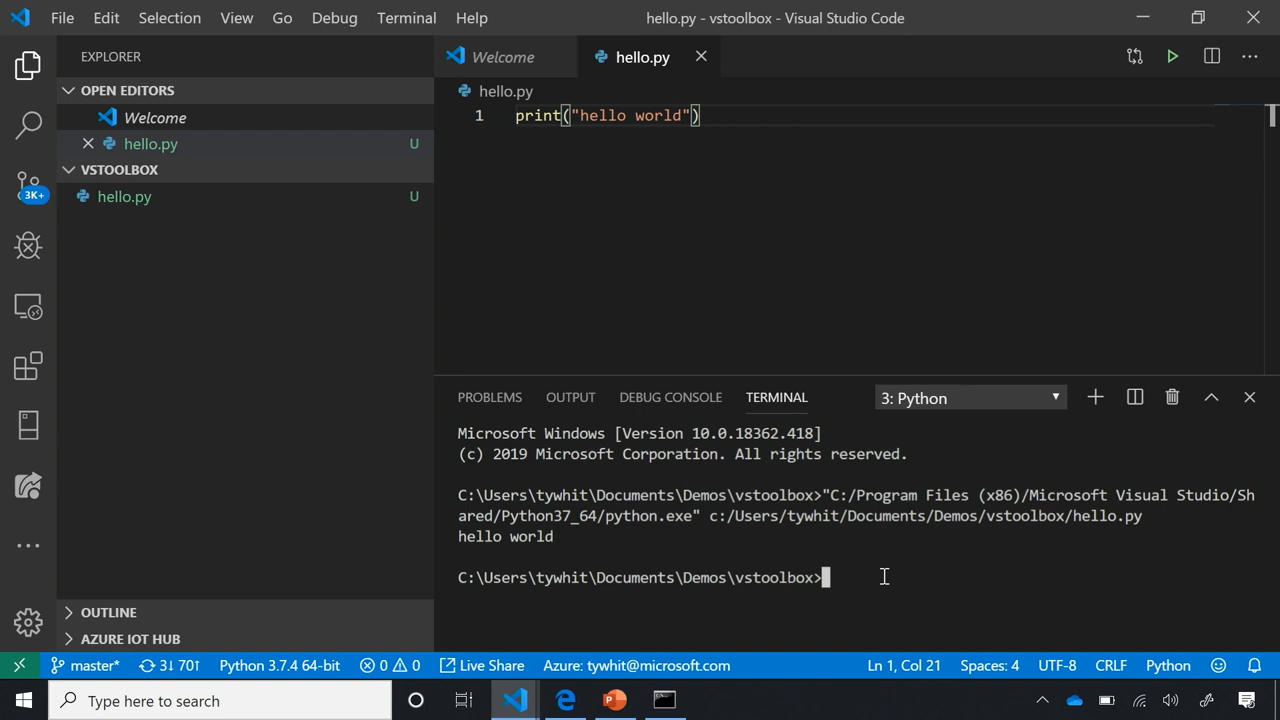 File Edit Selection View Go Debug Terminal Help
hello.py - vstoolbox - Visual Studio Code
EXPLORER
Welcome
hello.py
OPEN EDITORS
Welcome
hello.py U
VSTOOLBOX
hello.py U
3K+
OUTLINE
AZURE IOT HUB
hello.py
1 print("hello world")
PROBLEMS OUTPUT DEBUG CONSOLE TERMINAL
3: Python
Microsoft Windows [Version 10.0.18362.418]
(c) 2019 Microsoft Corporation. All rights reserved.
C:\Users\tywhit\Documents\Demos\vstoolbox>"C:/Program Files (x86)/Microsoft Visual Studio/Sh
ared/Python37_64/python.exe" c:/Users/tywhit/Documents/Demos/vstoolbox/hello.py
hello world
C:\Users\tywhit\Documents\Demos\vstoolbox>
master* 3↓ 70↑ Python 3.7.4 64-bit 0 0 Live Share Azure: tywhit@microsoft.com Ln 1, Col 21 Spaces: 4 UTF-8 CRLF Python
Type here to search